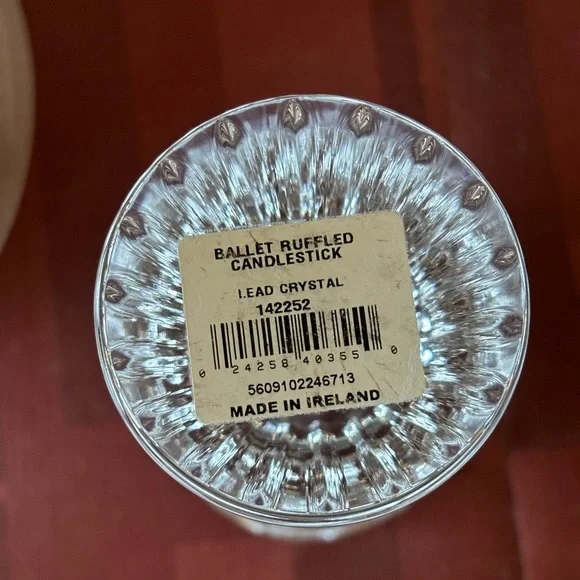 BALLET RUFFLED
CANDLESTICK
LEAD CRYSTAL
142252
0 24258 40355 0
5609102246713
MADE IN IRELAND